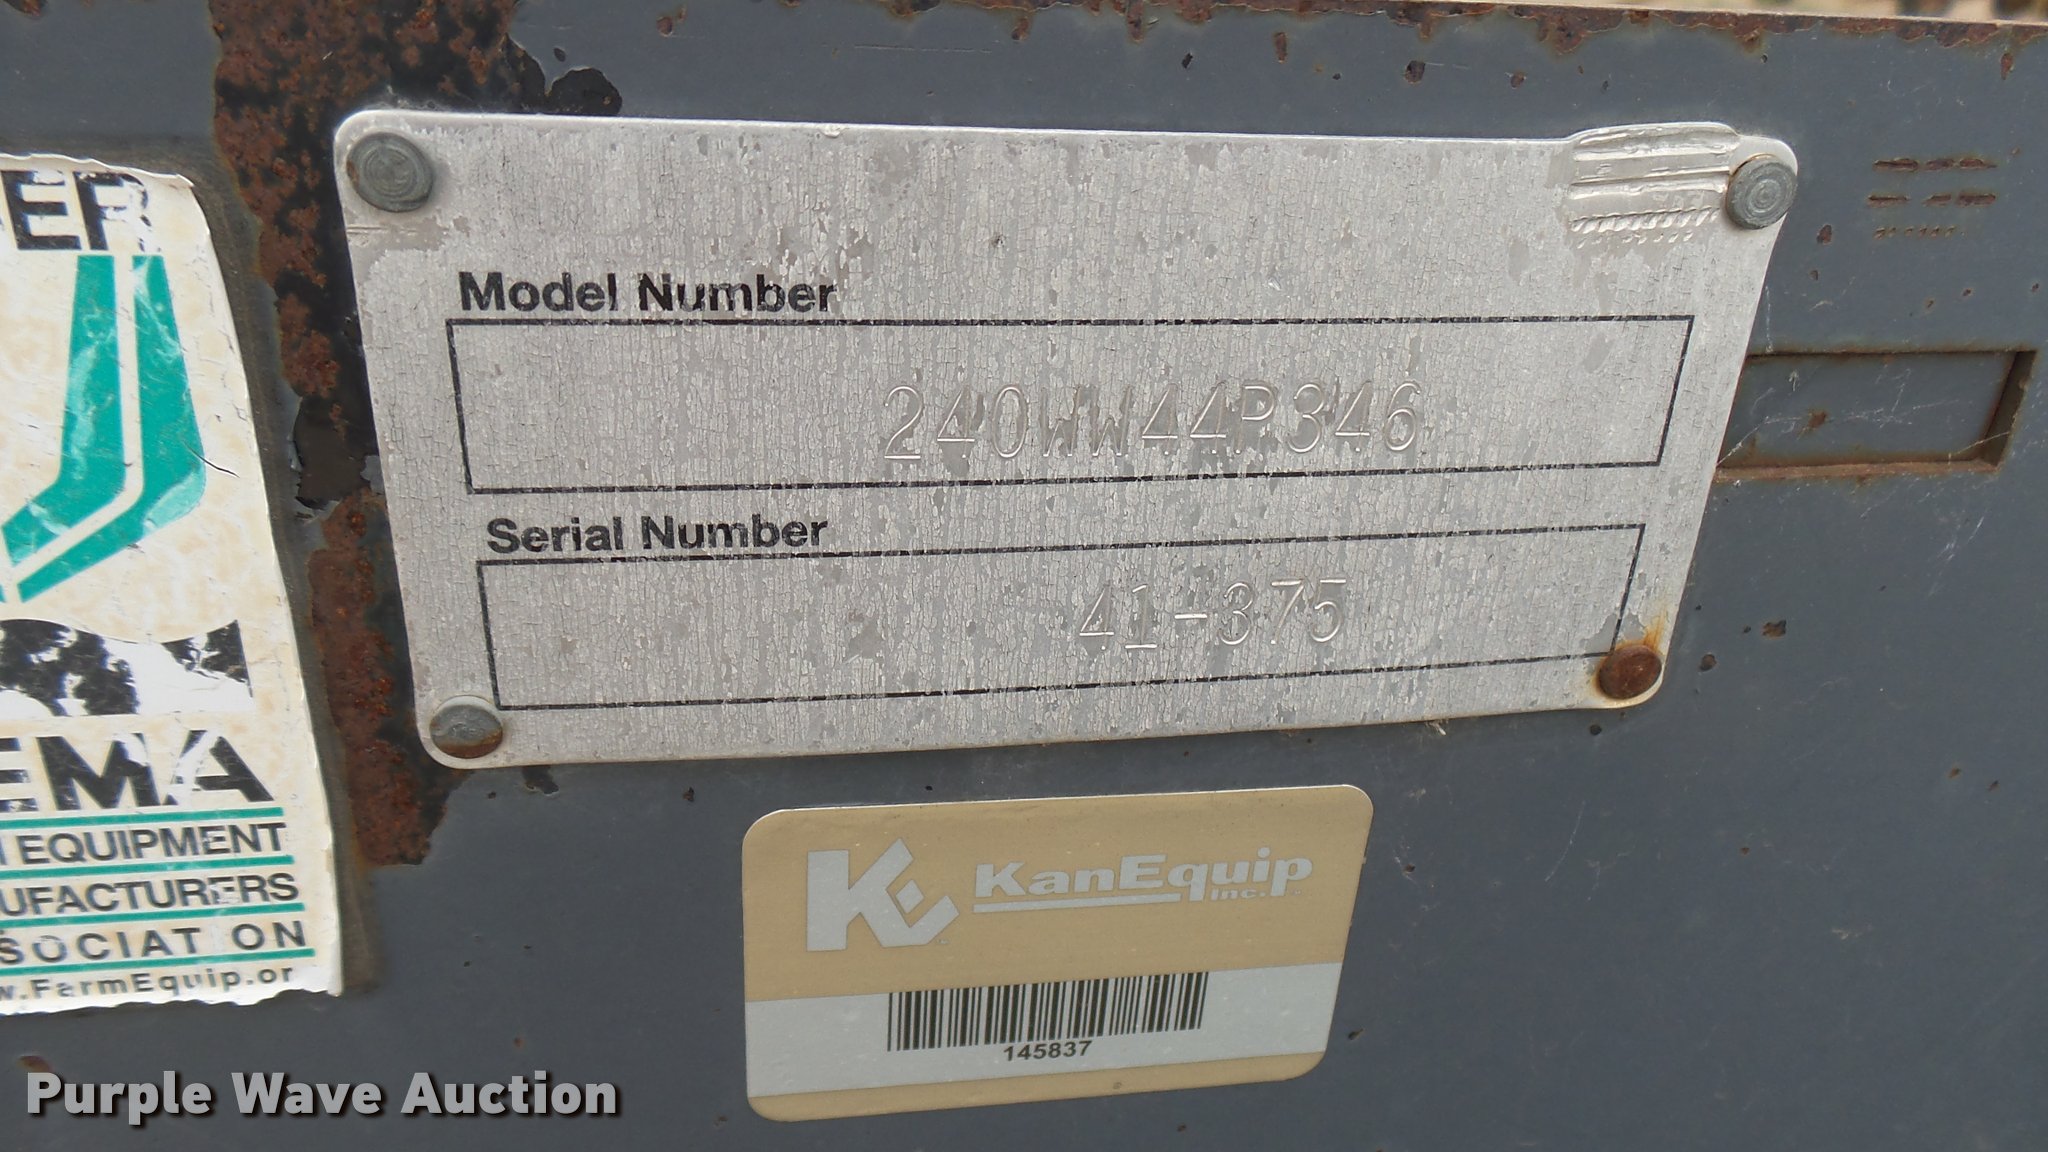 DER
Model Number
240WW44P346
Serial Number
41-375
EMA
EQUIPMENT
UFACTURERS
SOCIAT ON
w.FarmEquip.or
KanEquip
Inc.
145837
Purple Wave Auction